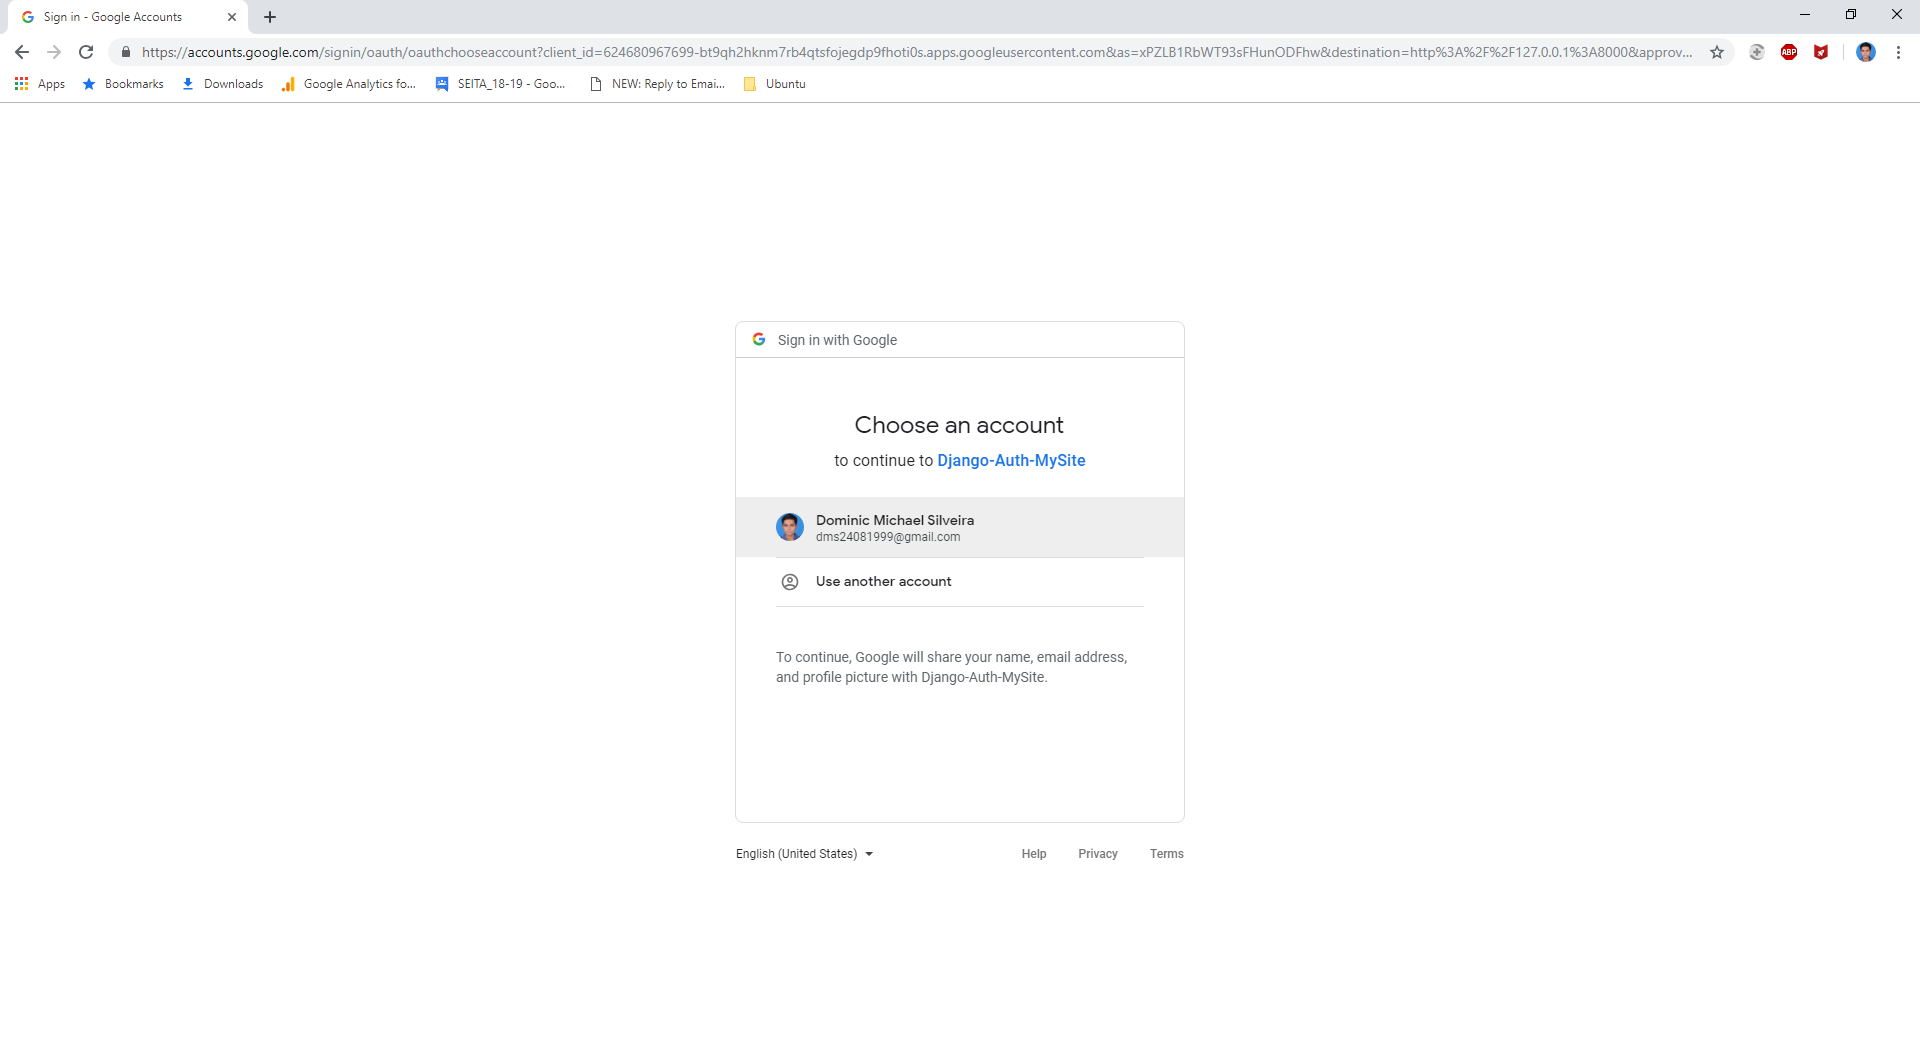 Sign in - Google Accounts
https://accounts.google.com/signin/oauth/oauthchooseaccount?client_id=624680967699-bt9qh2hknm7rb4qtsfojegdp9fhoti0s.apps.googleusercontent.com&as=xPZLB1RbWT93sFHunODFhw&destination=http%3A%2F%2F127.0.0.1%3A8000&approv...
ABP
Apps Bookmarks Downloads Google Analytics fo... SEITA_18-19 - Goo... NEW: Reply to Emai... Ubuntu
Sign in with Google
Choose an account
to continue to Django-Auth-MySite
Dominic Michael Silveira
dms24081999@gmail.com
Use another account
To continue, Google will share your name, email address,
and profile picture with Django-Auth-MySite.
English (United States) Help Privacy Terms